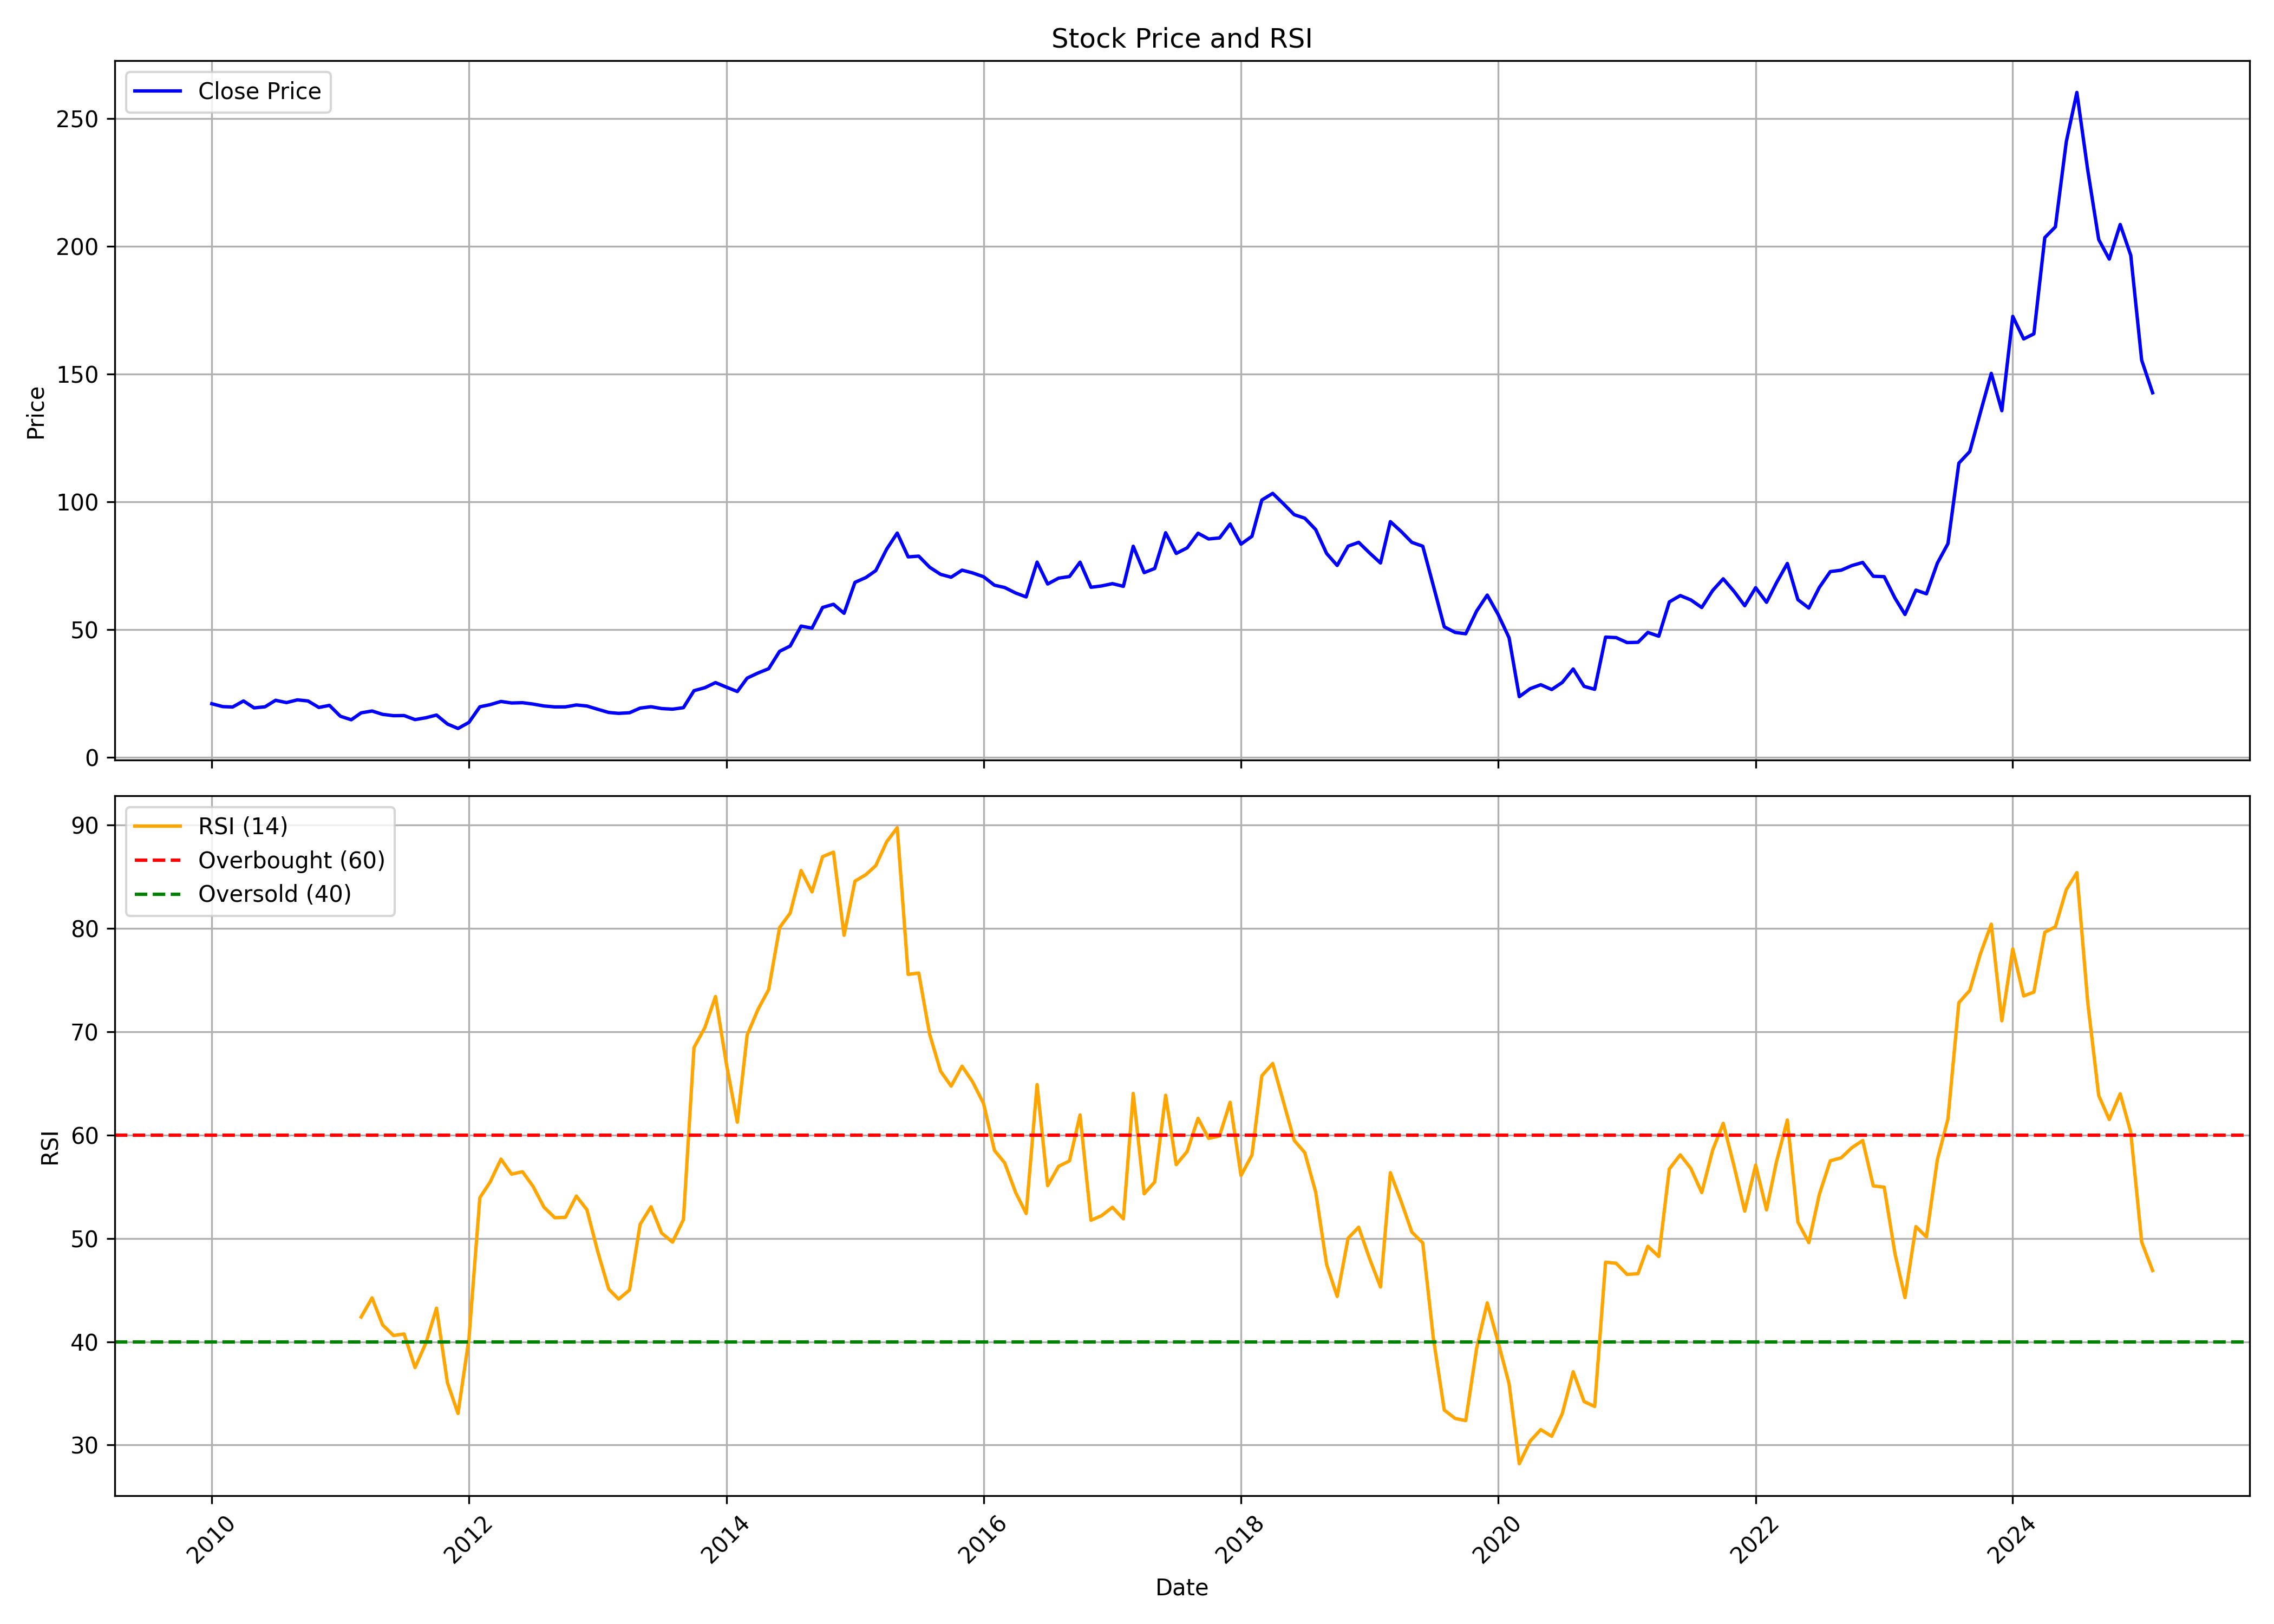 Stock Price and RSI
Close Price
250
200
150
100
50
0
Price
RSI (14)
Overbought (60)
Oversold (40)
90
80
70
60
50
40
30
RSI
2010
2012
2014
2016
2018
2020
2022
2024
Date